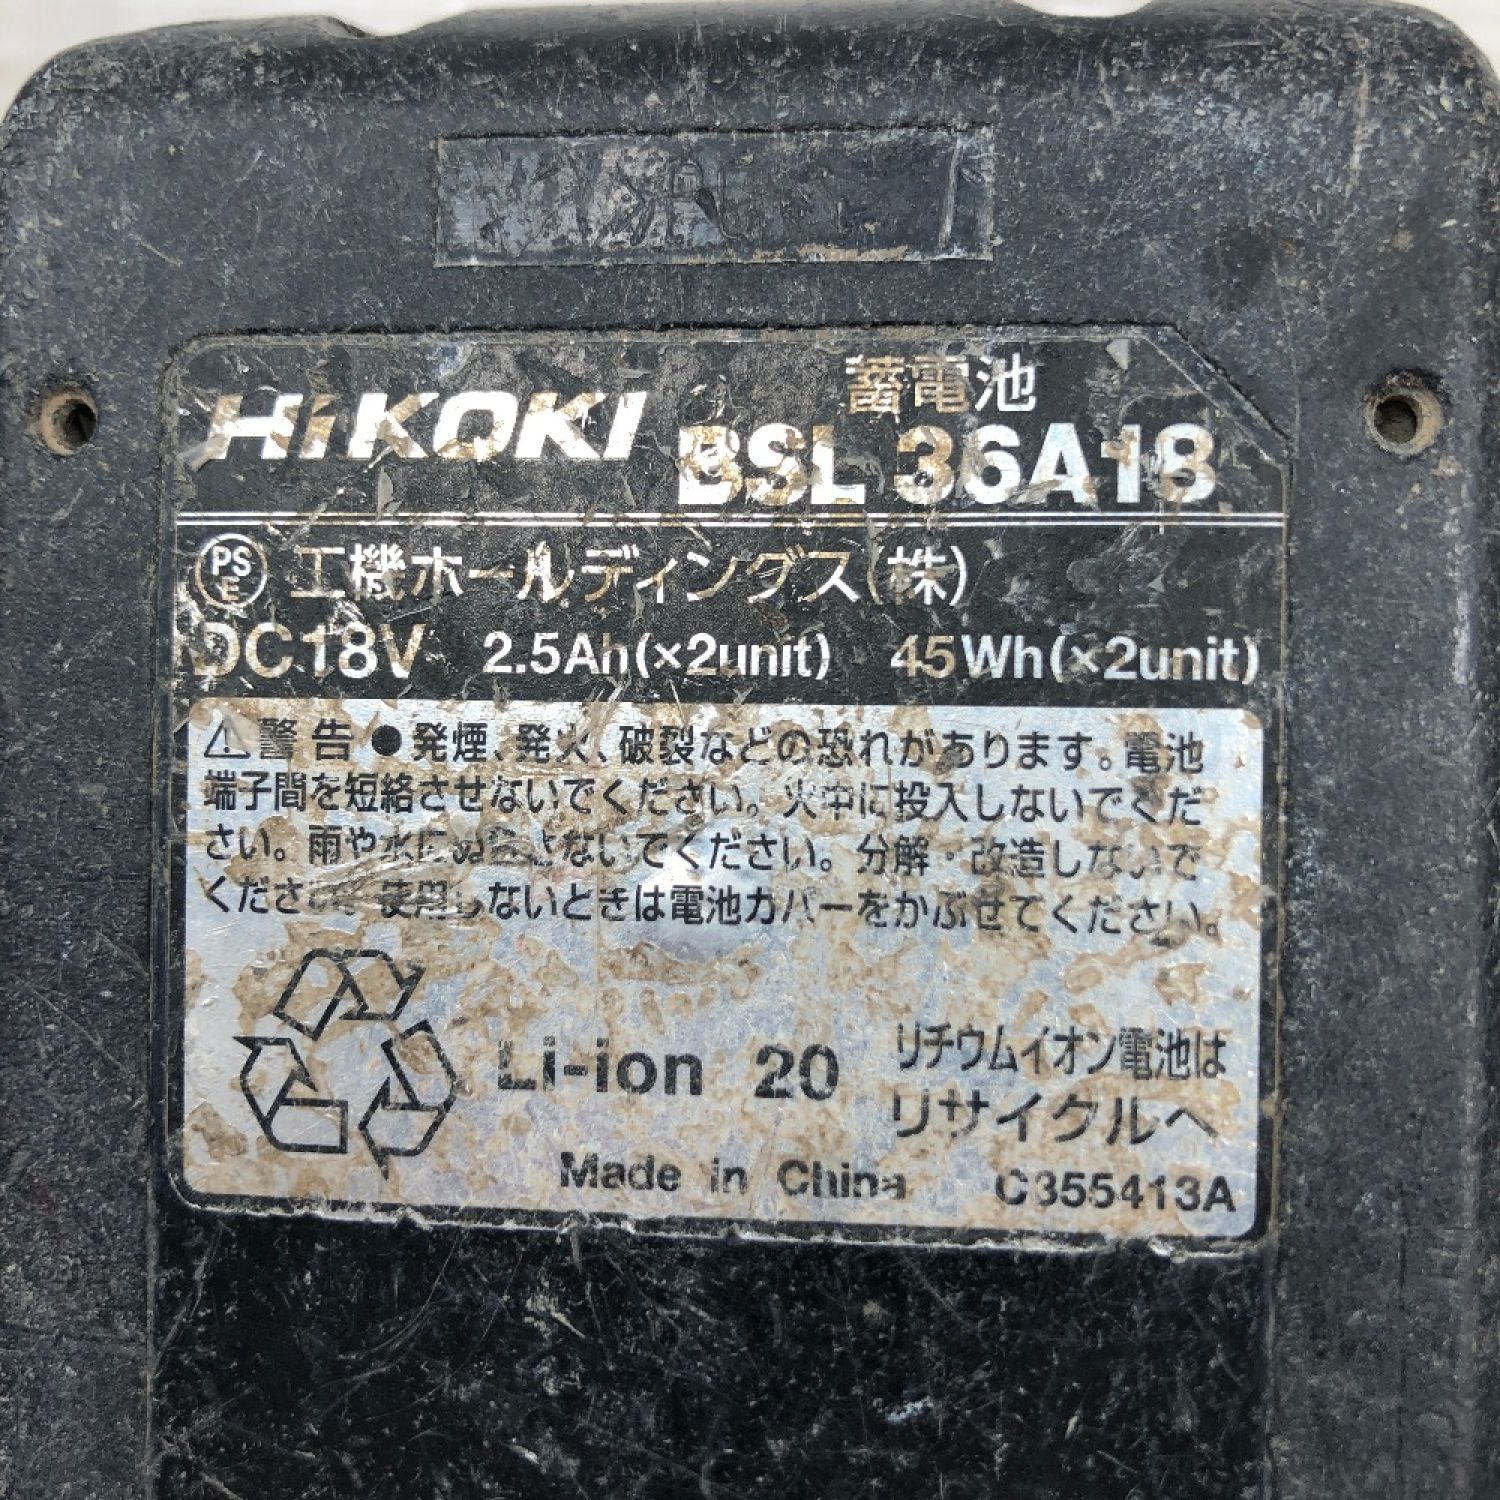 HiKOKI
蓄電池
BSL 36A18
PS
E
工機ホールディングス(株)
DC18V 2.5Ah(×2unit) 45Wh(×2unit)
⚠警告 ●発煙、発火、破裂などの恐れがあります。電池
端子間を短絡させないでください。火中に投入しないでくだ
さい。雨や水にぬらさないでください。分解・改造しないで
ください。使用しないときは電池カバーをかぶせてください。
Li-ion 20
リチウムイオン電池は
リサイクルへ
Made in China
C355413A